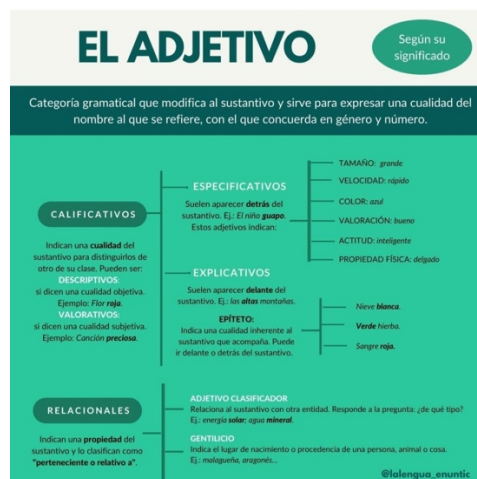 EL ADJETIVO
Según su
significado
Categoría gramatical que modifica al sustantivo y sirve para expresar una cualidad del
nombre al que se refiere, con el que concuerda en género y número.
CALIFICATIVOS
Indican una cualidad del
sustantivo para distinguirlos de
otro de su clase. Pueden ser:
DESCRIPTIVOS:
si dicen una cualidad objetiva.
Ejemplo: Flor roja.
VALORATIVOS:
si dicen una cualidad subjetiva.
Ejemplo: Canción preciosa.
ESPECIFICATIVOS
Suelen aparecer detrás del
sustantivo. Ej.: El niño guapo.
Estos adjetivos indican:
TAMAÑO: grande
VELOCIDAD: rápido
COLOR: azul
VALORACIÓN: bueno
ACTITUD: inteligente
PROPIEDAD FÍSICA: delgado
EXPLICATIVOS
Suelen aparecer delante del
sustantivo. Ej.: las altas montañas.
EPÍTETO:
Indica una cualidad inherente al
sustantivo que acompaña. Puede
ir delante o detrás del sustantivo.
Nieve blanca.
Verde hierba.
Sangre roja.
RELACIONALES
Indican una propiedad del
sustantivo y lo clasifican como
"perteneciente o relativo a".
ADJETIVO CLASIFICADOR
Relaciona al sustantivo con otra entidad. Responde a la pregunta: ¿de qué tipo?
Ej.: energía solar; agua mineral.
GENTILICIO
Indica el lugar de nacimiento o procedencia de una persona, animal o cosa.
Ej.: malagueña, aragonés...
@lalengua_enuntic